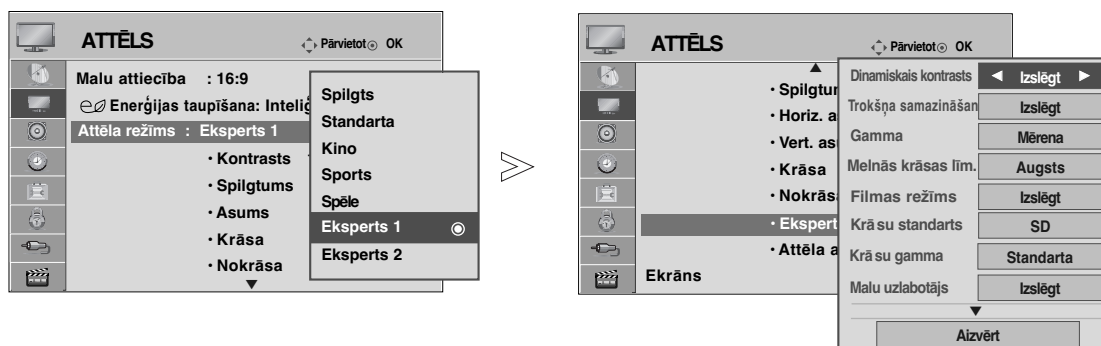 ATTĒLS
Pārvietot OK
Malu attiecība : 16:9
Enerģijas taupīšana: Intelig
Attēla režīms : Eksperts 1
• Kontrasts
• Spilgtums
• Asums
• Krāsa
• Nokrāsa
Spilgts
Standarta
Kino
Sports
Spēle
Eksperts 1
Eksperts 2
ATTĒLS
Pārvietot OK
• Spilgtu
• Horiz. a
• Vert. as
• Krāsa
• Nokrās
• Ekspert
• Attēla a
Ekrāns
Dinamiskais kontrasts Izslēgt
Trokšņa samazināšan Izslēgt
Gamma Mērena
Melnās krāsas līm. Augsts
Filmas režīms Izslēgt
Krāsu standarts SD
Krāsu gamma Standarta
Malu uzlabotājs Izslēgt
Aizvērt